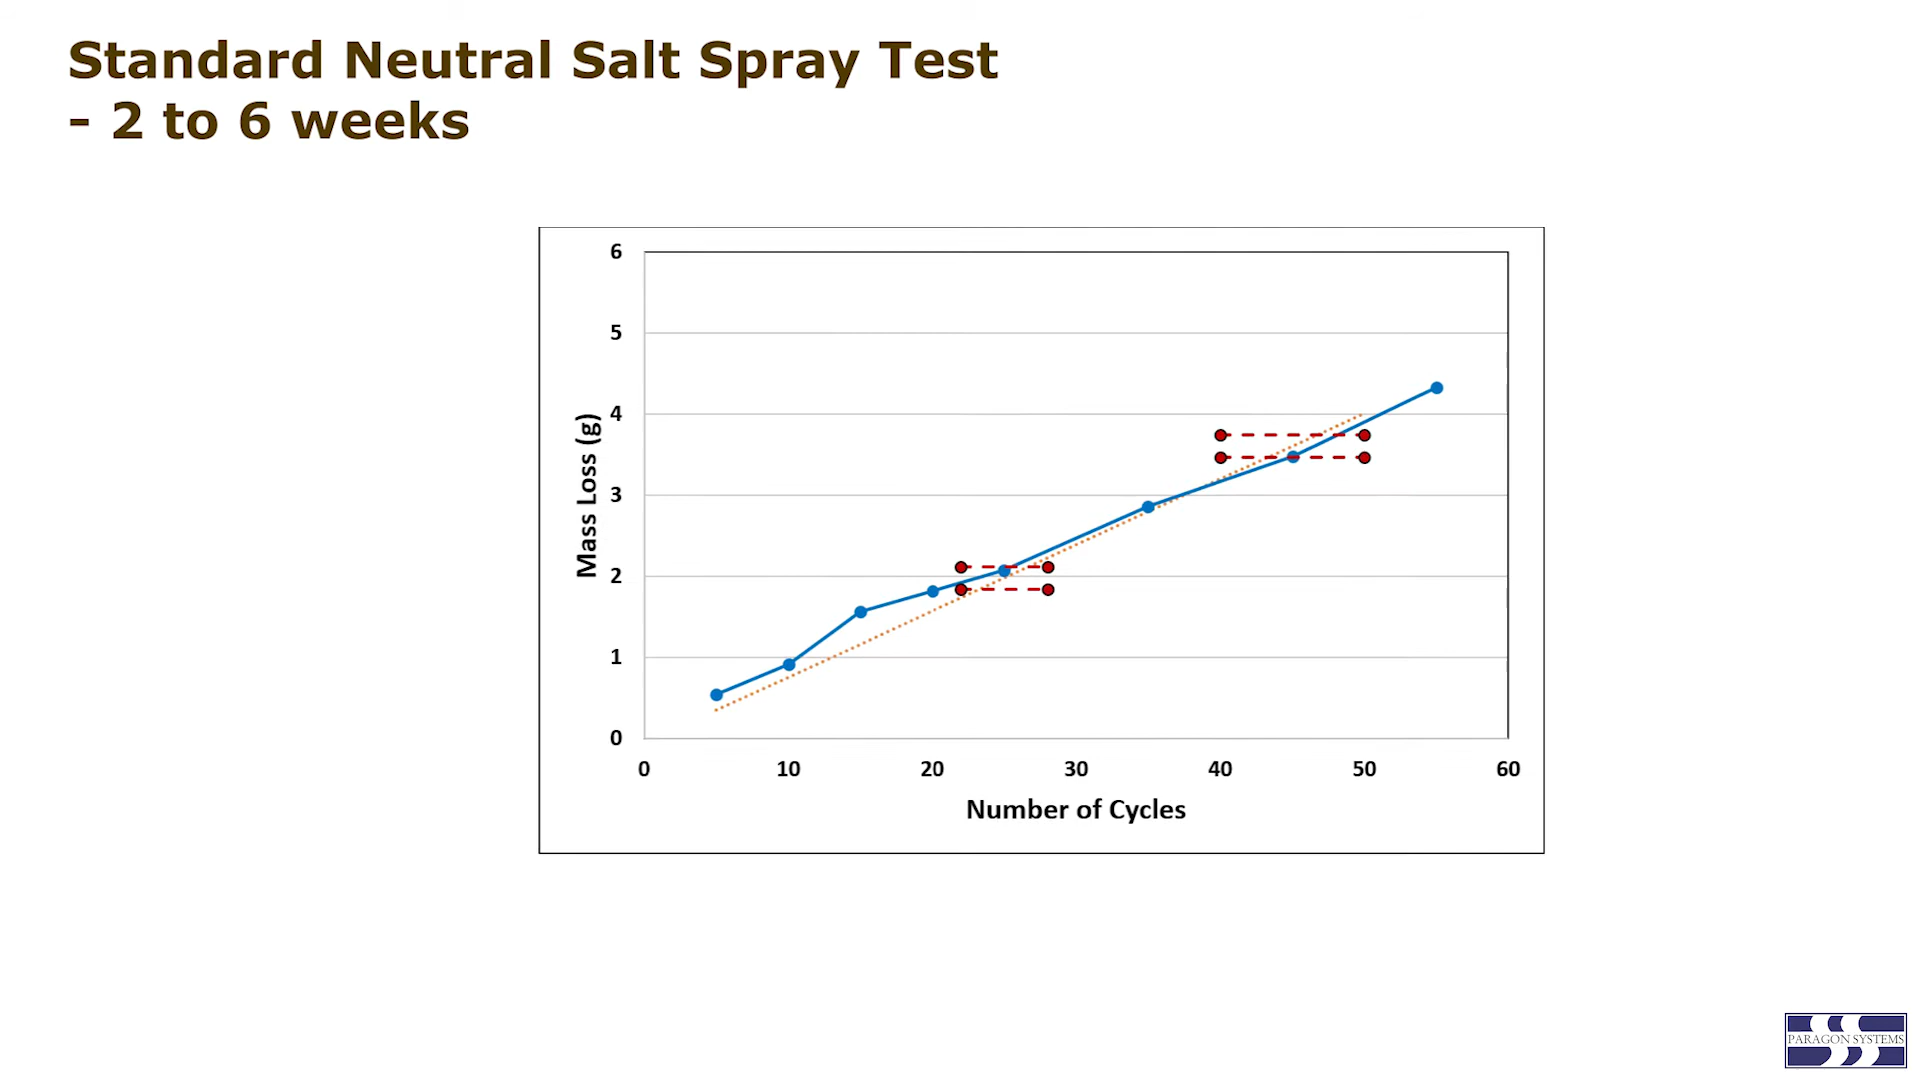 Standard Neutral Salt Spray Test
- 2 to 6 weeks
6
5
4
3
2
1
0
Mass Loss (g)
0 10 20 30 40 50 60
Number of Cycles
PARAGON SYSTEMS